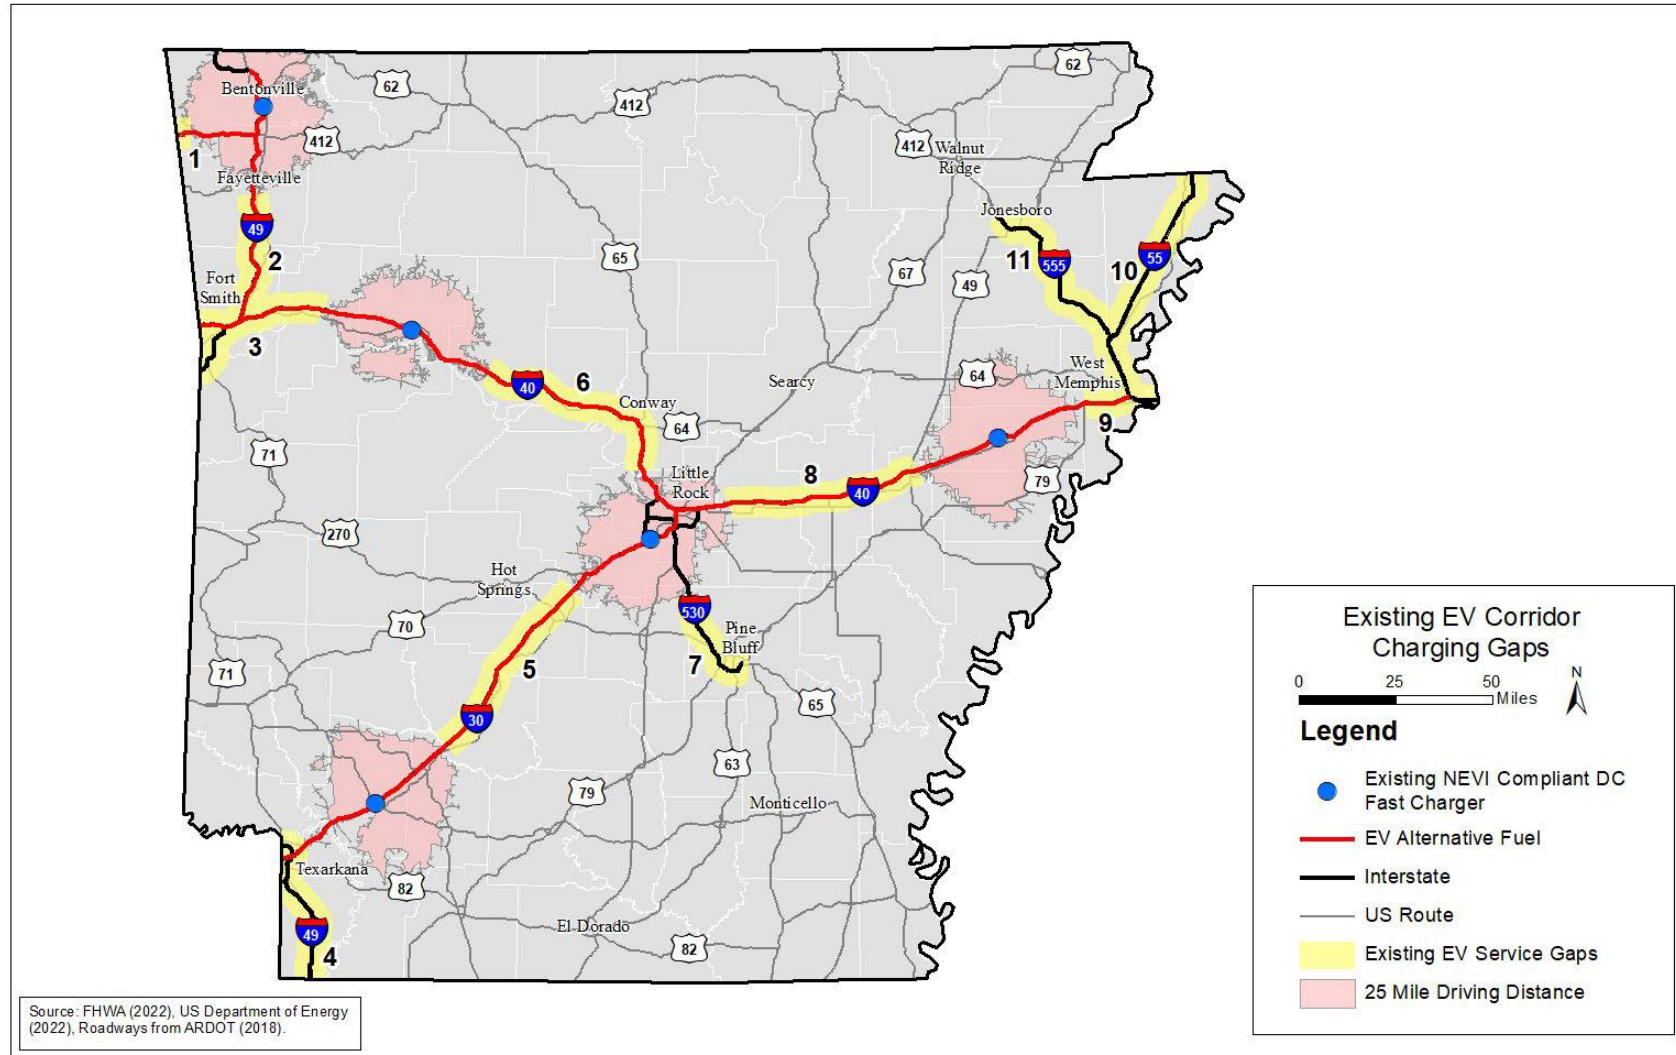 62
62
Bentonville
412
412
412
Walnut
Ridge
1
Fayetteville
Jonesboro
49
2
65
11
555
10
55
67
49
Fort
Smith
3
West
Memphis
64
Searcy
40
6
Conway
64
9
71
Little
Rock
8
40
79
270
Hot
Springs
530
70
Pine
Bluff
7
71
5
65
30
63
79
Monticello
Texarkana
82
El Dorado
49
4
82
Existing EV Corridor
Charging Gaps
0 25 50
Miles
N
Legend
Existing NEVI Compliant DC
Fast Charger
EV Alternative Fuel
Interstate
US Route
Existing EV Service Gaps
25 Mile Driving Distance
Source: FHWA (2022), US Department of Energy
(2022), Roadways from ARDOT (2018).